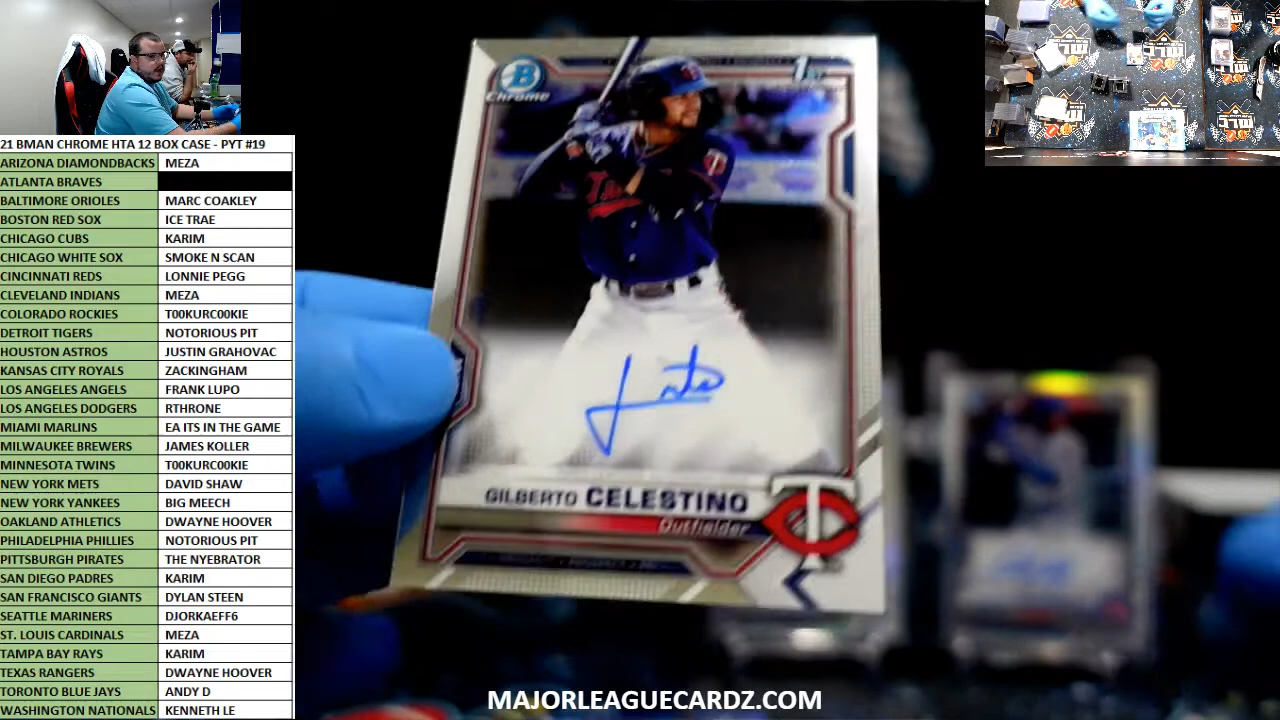 21 BMAN CHROME HTA 12 BOX CASE - PYT #19
ARIZONA DIAMONDBACKS MEZA
ATLANTA BRAVES
BALTIMORE ORIOLES MARC COAKLEY
BOSTON RED SOX ICE TRAE
CHICAGO CUBS KARIM
CHICAGO WHITE SOX SMOKE N SCAN
CINCINNATI REDS LONNIE PEGG
CLEVELAND INDIANS MEZA
COLORADO ROCKIES T00KURC00KIE
DETROIT TIGERS NOTORIOUS PIT
HOUSTON ASTROS JUSTIN GRAHOVAC
KANSAS CITY ROYALS ZACKINGHAM
LOS ANGELES ANGELS FRANK LUPO
LOS ANGELES DODGERS RTHRONE
MIAMI MARLINS EA ITS IN THE GAME
MILWAUKEE BREWERS JAMES KOLLER
MINNESOTA TWINS T00KURC00KIE
NEW YORK METS DAVID SHAW
NEW YORK YANKEES BIG MEECH
OAKLAND ATHLETICS DWAYNE HOOVER
PHILADELPHIA PHILLIES NOTORIOUS PIT
PITTSBURGH PIRATES THE NYEBRATOR
SAN DIEGO PADRES KARIM
SAN FRANCISCO GIANTS DYLAN STEEN
SEATTLE MARINERS DJORKAEFF6
ST. LOUIS CARDINALS MEZA
TAMPA BAY RAYS KARIM
TEXAS RANGERS DWAYNE HOOVER
TORONTO BLUE JAYS ANDY D
WASHINGTON NATIONALS KENNETH LE
B
Chrome
1ST
GILBERTO CELESTINO
Outfielder
TC
MAJORLEAGUECARDZ.COM
MLC